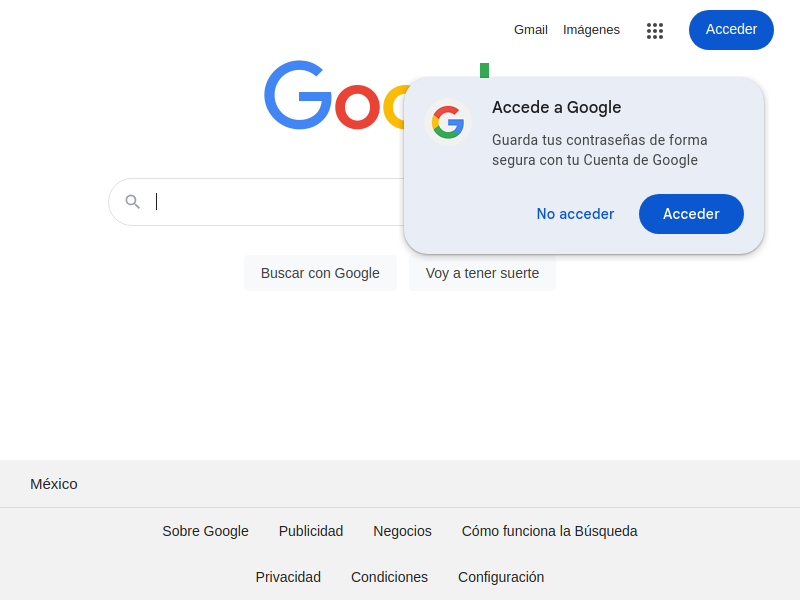 Gmail Imágenes Acceder
Goo
Accede a Google
Guarda tus contraseñas de forma
segura con tu Cuenta de Google
No acceder Acceder
Buscar con Google Voy a tener suerte
México
Sobre Google Publicidad Negocios Cómo funciona la Búsqueda
Privacidad Condiciones Configuración